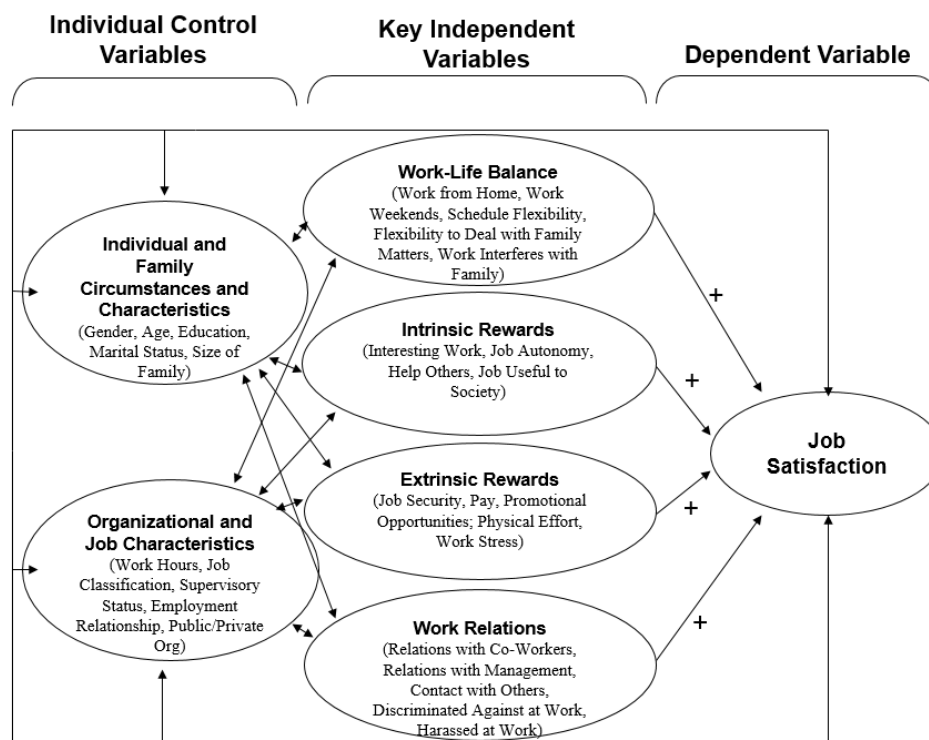 Individual Control
Variables
Key Independent
Variables
Dependent Variable
Work-Life Balance
(Work from Home, Work
Weekends, Schedule Flexibility,
Flexibility to Deal with Family
Matters, Work Interferes with
Family)
+
Individual and
Family
Circumstances and
Characteristics
(Gender, Age, Education,
Marital Status, Size of
Family)
Intrinsic Rewards
(Interesting Work, Job Autonomy,
Help Others, Job Useful to
Society)
+
Job
Satisfaction
Extrinsic Rewards
(Job Security, Pay, Promotional
Opportunities; Physical Effort,
Work Stress)
+
Organizational and
Job Characteristics
(Work Hours, Job
Classification, Supervisory
Status, Employment
Relationship, Public/Private
Org)
Work Relations
(Relations with Co-Workers,
Relations with Management,
Contact with Others,
Discriminated Against at Work,
Harassed at Work)
+